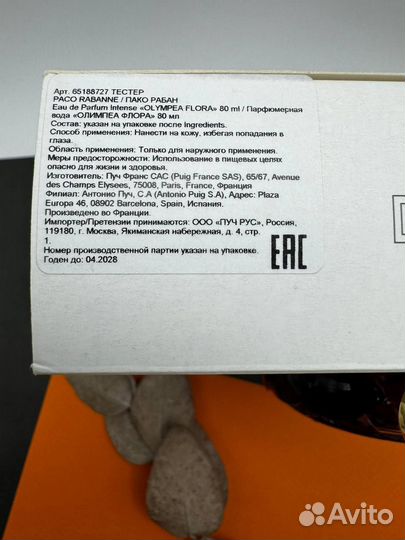 Арт. 65188727 ТЕСТЕР
PACO RABANNE / ПАКО РАБАН
Eau de Parfum Intense «OLYMPEA FLORA» 80 ml / Парфюмерная
вода «ОЛИМПЕА ФЛОРА» 80 мл
Состав: указан на упаковке после Ingredients.
Способ применения: Нанести на кожу, избегая попадания в
глаза.
Область применения: Только для наружного применения.
Меры предосторожности: Использование в пищевых целях
опасно для жизни и здоровья.
Изготовитель: Пуч Франс САС (Puig France SAS), 65/67, Avenue
des Champs Elysees, 75008, Paris, France, Франция
Филиал: Антонио Пуч, С.А (Antonio Puig S.A), Адрес: Plaza
Europa 46, 08902 Barcelona, Spain, Испания.
Произведено во Франции.
Импортер/Претензии принимаются: ООО «ПУЧ РУС», Россия,
119180, г. Москва, Якиманская набережная, д. 4, стр.
1.
Номер производственной партии указан на упаковке.
Годен до: 04.2028
EAC
Avito